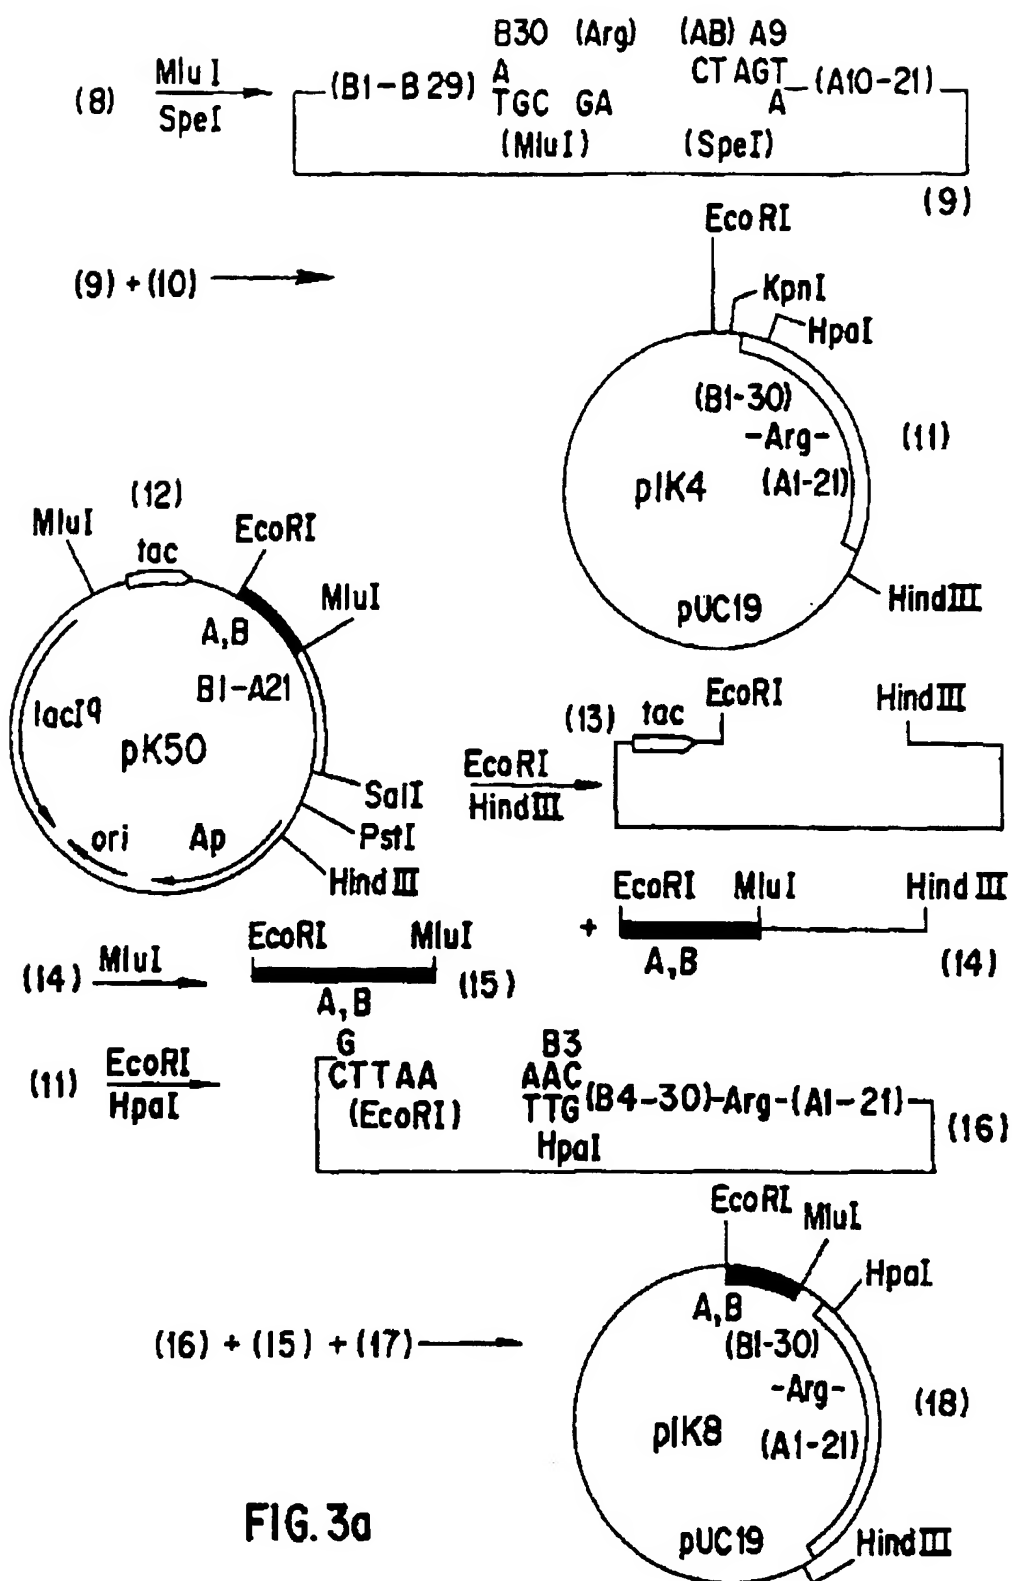 B30 (Arg) (AB) A9
(8) MluI (B1-B29) A CT AGT (A10-21)
SpeI TGC GA A
(MluI) (SpeI)
(9)
EcoRI
(9) + (10)
KpnI
HpaI
(B1-30)
-Arg-
(11)
pIK4 (A1-21)
HindIII
pUC19
(12)
MluI
tac
EcoRI
MluI
A,B
B1-A21
lacIq
pK50
SalI
PstI
ori Ap
HindIII
EcoRI
HindIII
(13) tac EcoRI HindIII
+ EcoRI MluI HindIII
A,B (14)
(14) MluI EcoRI MluI
A,B (15)
(11) EcoRI
HpaI
G B3
CTTAA AAC
(EcoRI) TTG (B4-30)-Arg-(A1-21)
HpaI (16)
EcoRI MluI
HpaI
(16) + (15) + (17)
A,B
(B1-30)
-Arg-
(18)
pIK8 (A1-21)
pUC19 HindIII
FIG. 3a